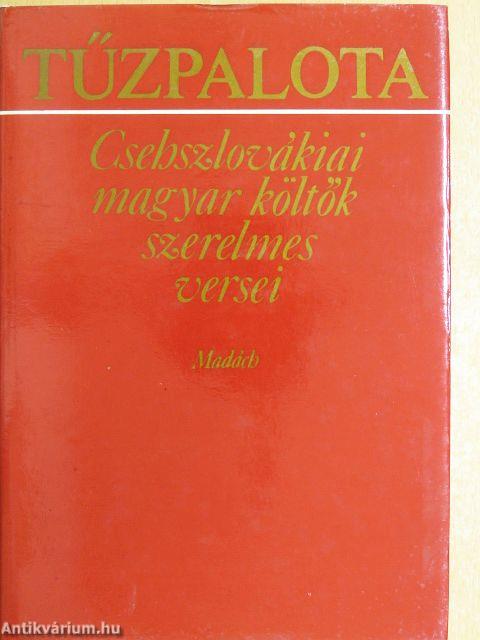 TŰZPALOTA
Csehszlovákiai
magyar költők
szerelmes
versei
Madách
Antikvárium.hu